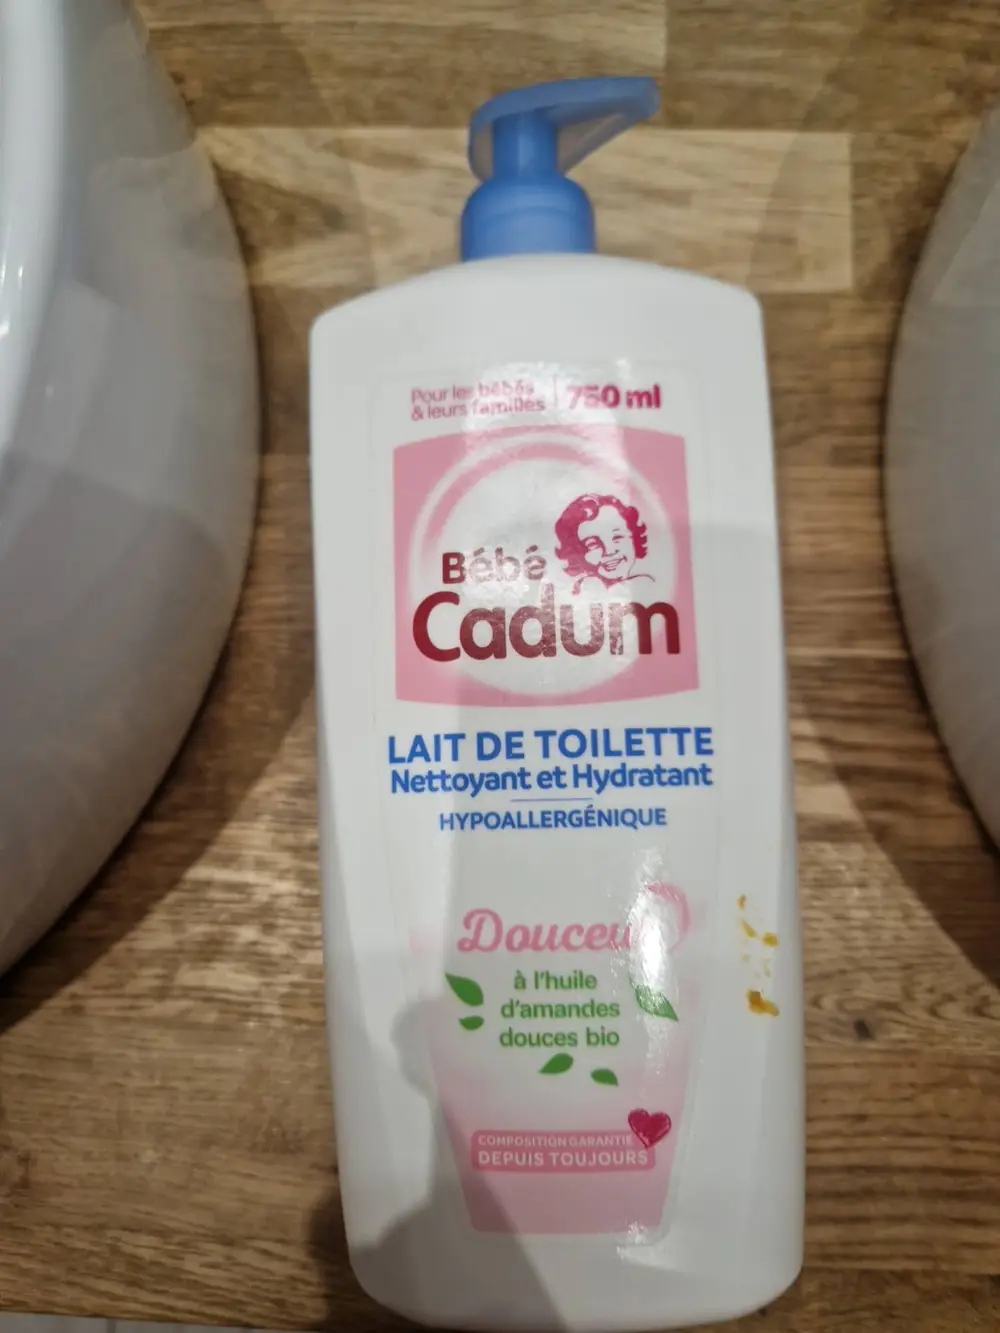 Pour les bébés
& leurs familles
750 ml
Bébé
Cadum
LAIT DE TOILETTE
Nettoyant et Hydratant
HYPOALLERGÉNIQUE
Douceur
à l'huile
d'amandes
douces bio
COMPOSITION GARANTIE
DEPUIS TOUJOURS